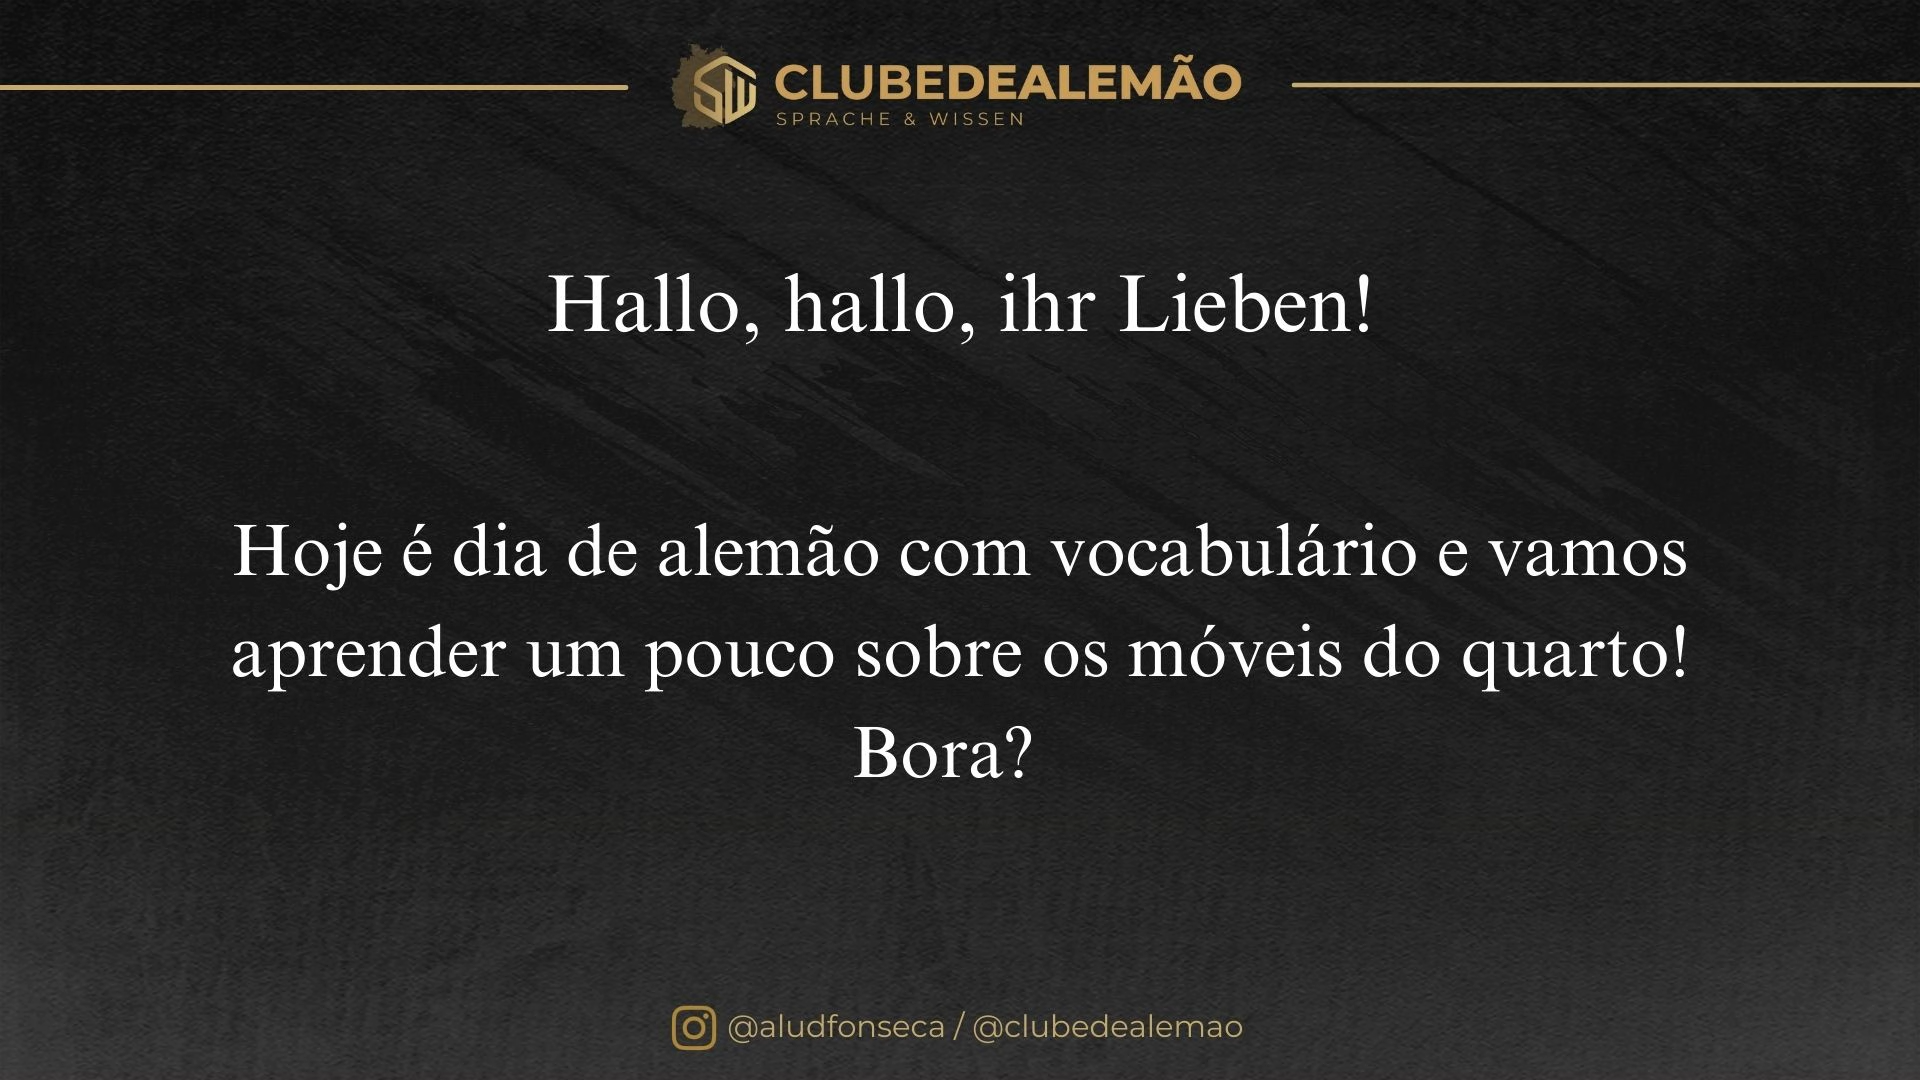 CLUBEDEALEMÃO
SPRACHE & WISSEN
Hallo, hallo, ihr Lieben!
Hoje é dia de alemão com vocabulário e vamos
aprender um pouco sobre os móveis do quarto!
Bora?
@aludfonseca / @clubedealemao